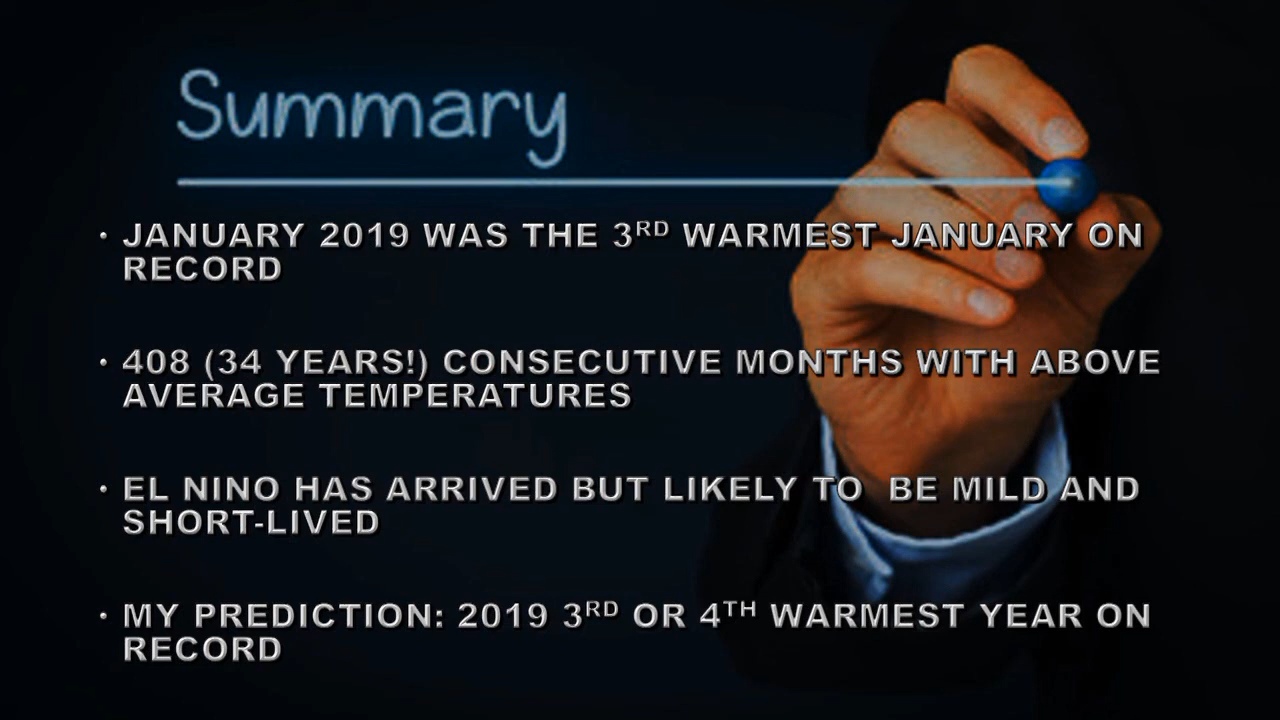 Summary
• JANUARY 2019 WAS THE 3RD WARMEST JANUARY ON
RECORD
• 408 (34 YEARS!) CONSECUTIVE MONTHS WITH ABOVE
AVERAGE TEMPERATURES
• EL NINO HAS ARRIVED BUT LIKELY TO  BE MILD AND
SHORT-LIVED
• MY PREDICTION: 2019 3RD OR 4TH WARMEST YEAR ON
RECORD